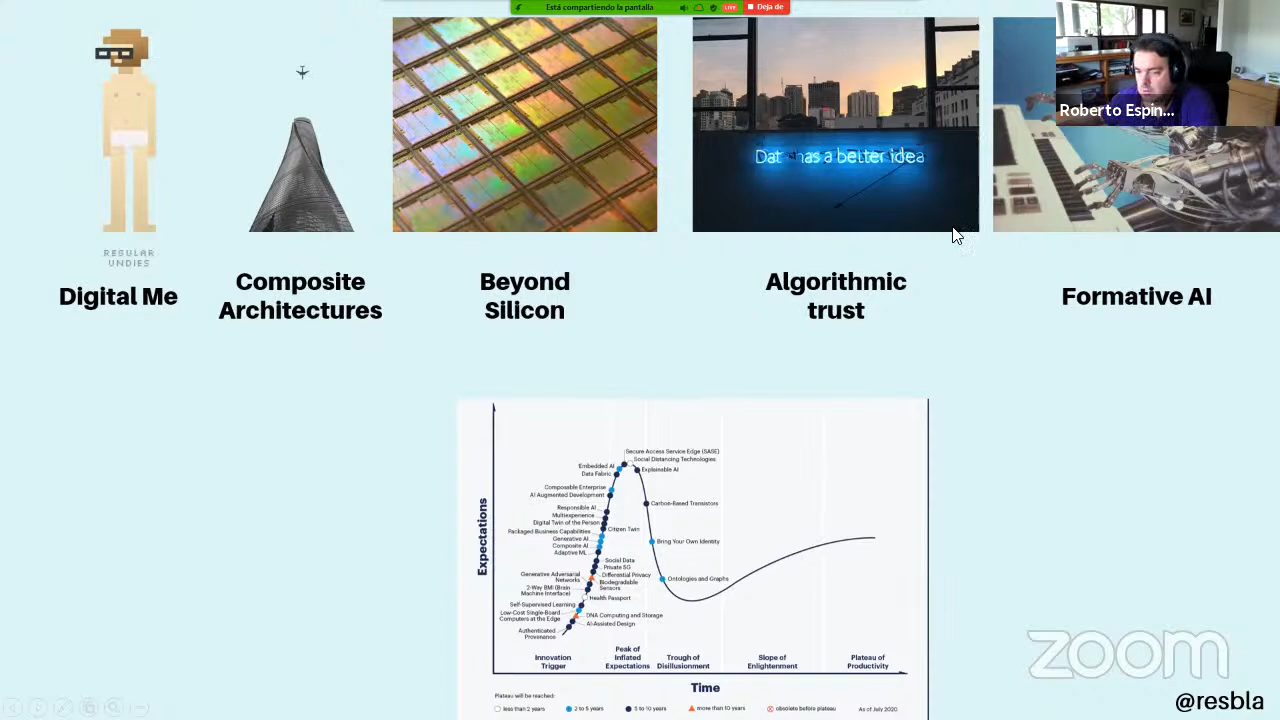 Está compartiendo la pantalla
LIVE
Deja de
Roberto Espin...
Dat has a better idea
REGULAR
UNDIES
Digital Me
Composite
Architectures
Beyond
Silicon
Algorithmic
trust
Formative AI
Expectations
Secure Access Service Edge (SASE)
Social Distancing Technologies
Embedded AI
Explainable AI
Data Fabric
Composable Enterprise
AI Augmented Development
Carbon-Based Transistors
Responsible AI
Multiexperience
Digital Twin of the Person
Citizen Twin
Packaged Business Capabilities
Generative AI
Bring Your Own Identity
Composite AI
Adaptive ML
Social Data
Private 5G
Generative Adversarial
Networks
Differential Privacy
Ontologies and Graphs
Biodegradable
Sensors
2-Way BMI (Brain
Machine Interface)
Health Passport
Self-Supervised Learning
Low-Cost Single-Board
Computers at the Edge
DNA Computing and Storage
AI-Assisted Design
Authenticated
Provenance
Innovation
Trigger
Peak of
Inflated
Expectations
Trough of
Disillusionment
Slope of
Enlightenment
Plateau of
Productivity
Time
Plateau will be reached:
less than 2 years
2 to 5 years
5 to 10 years
more than 10 years
obsolete before plateau
As of July 2020
zoom
@resbla